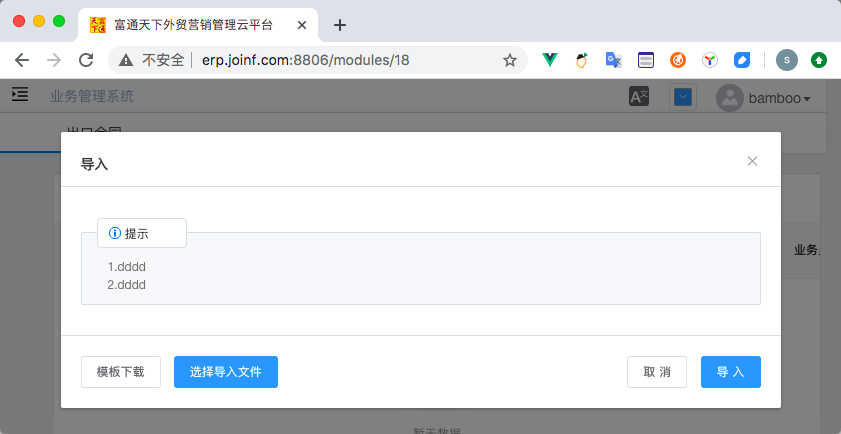 富通天下外贸营销管理云平台
不安全 erp.joinf.com:8806/modules/18
业务管理系统
bamboo
出口合同
导入
提示
业务
1.dddd
2.dddd
模板下载 选择导入文件 取 消 导 入
暂无数据